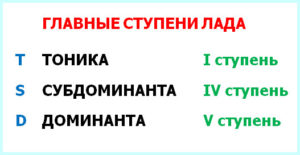 ГЛАВНЫЕ СТУПЕНИ ЛАДА
Т ТОНИКА I ступень
S СУБДОМИНАНТА IV ступень
D ДОМИНАНТА V ступень